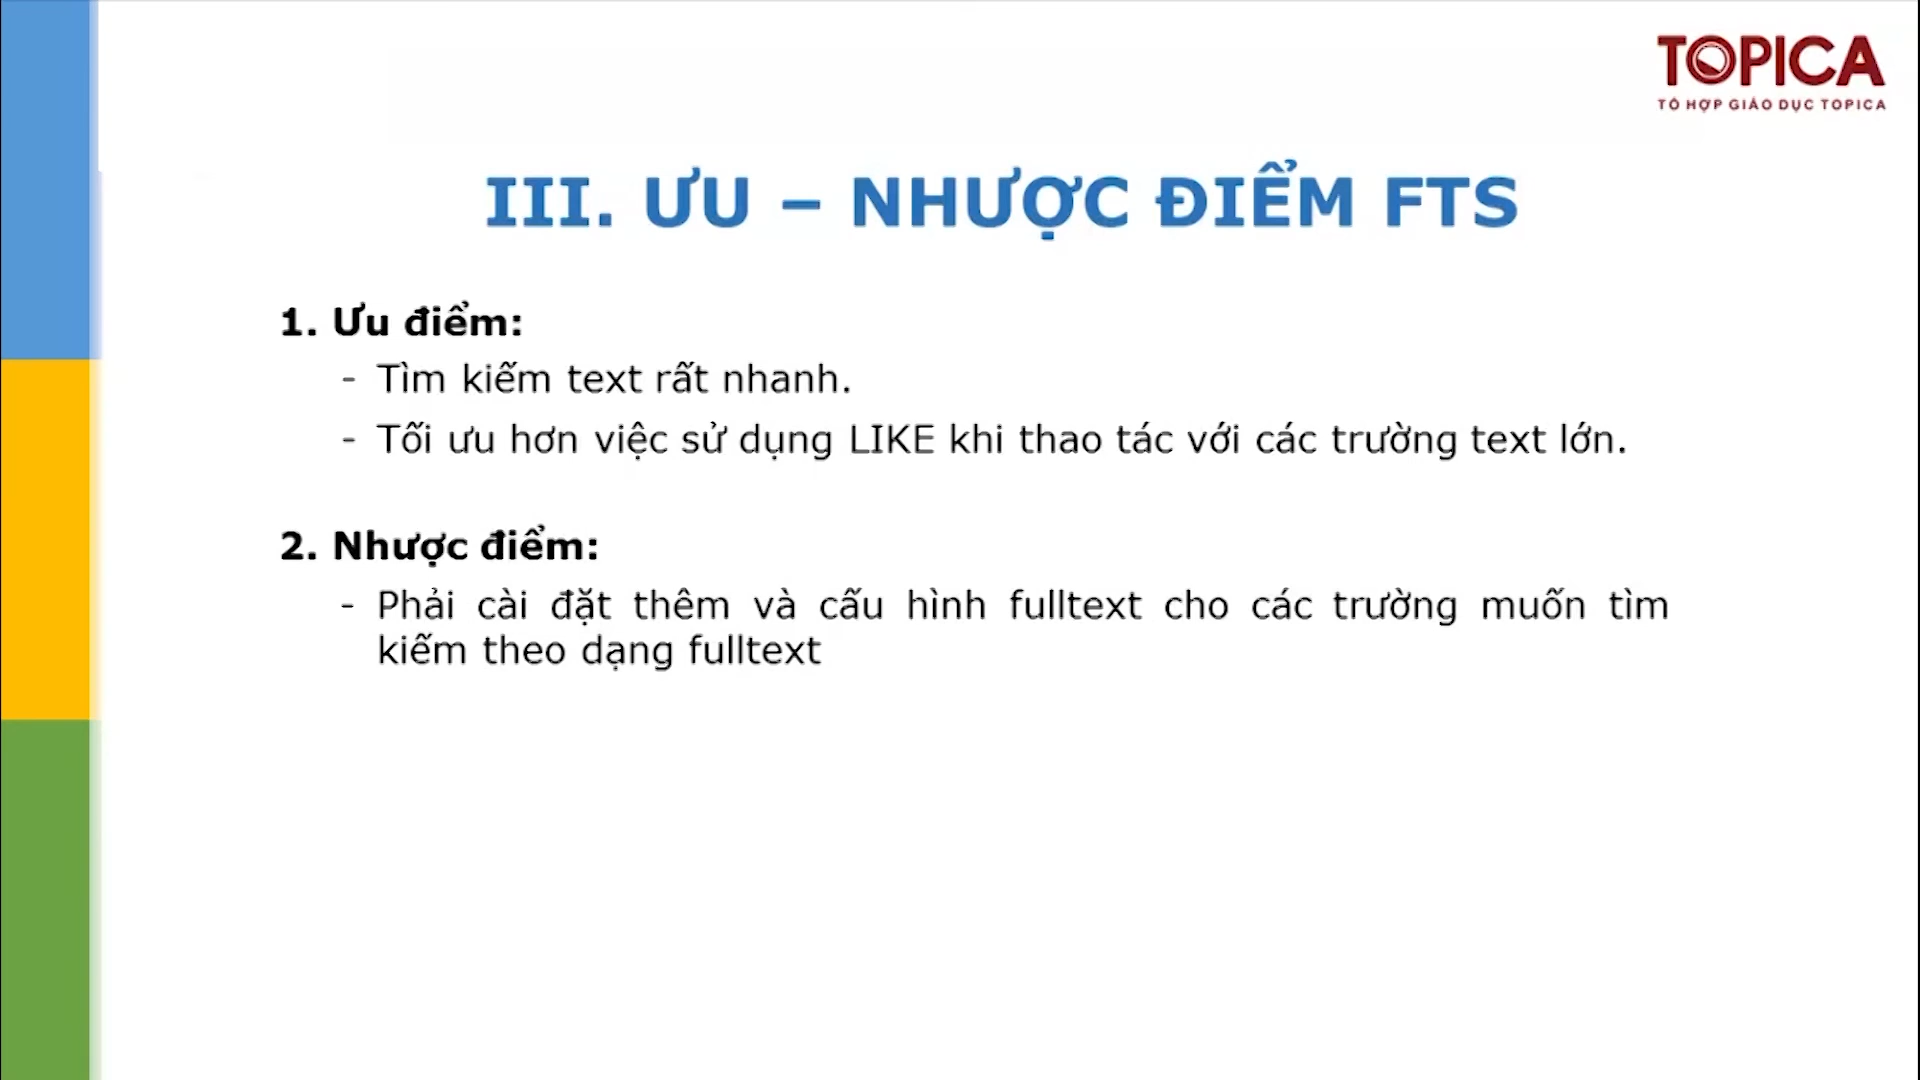 TOPICA
TỔ HỢP GIÁO DỤC TOPICA
III. ƯU – NHƯỢC ĐIỂM FTS
1. Ưu điểm:
- Tìm kiếm text rất nhanh.
- Tối ưu hơn việc sử dụng LIKE khi thao tác với các trường text lớn.
2. Nhược điểm:
- Phải cài đặt thêm và cấu hình fulltext cho các trường muốn tìm
kiếm theo dạng fulltext